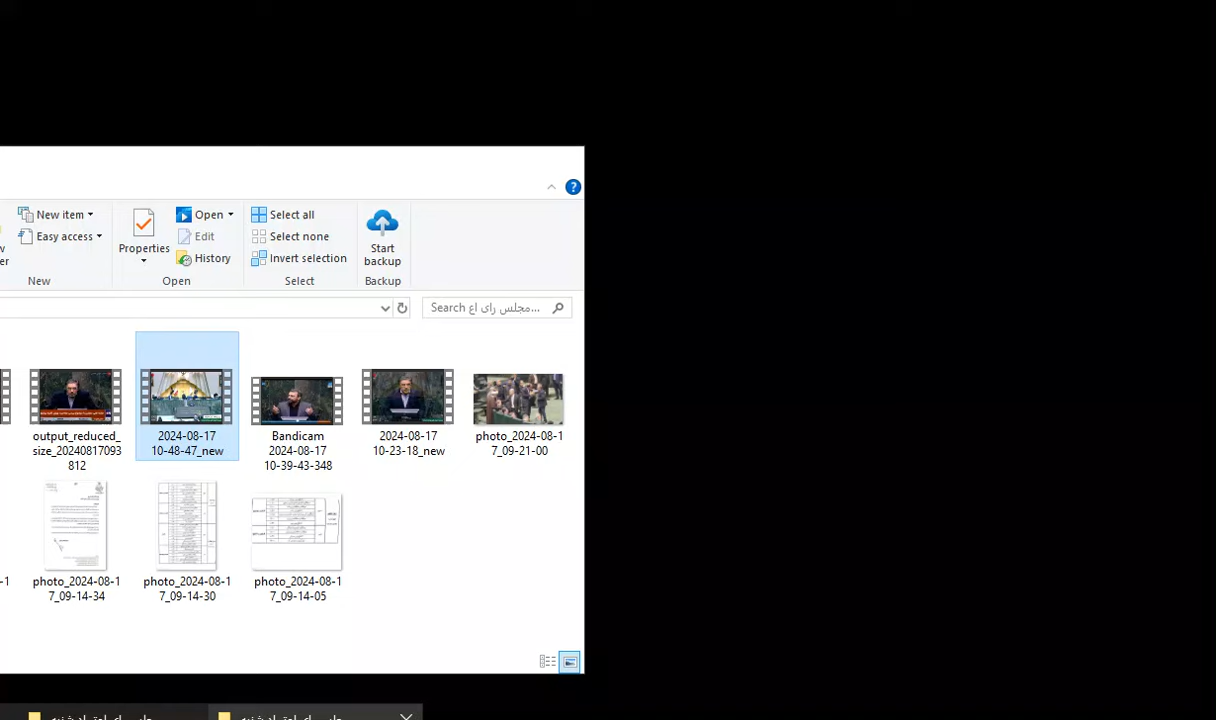 New item
Open
Select all
Easy access
Edit
Select none
Properties
Start backup
History
Invert selection
New
Open
Select
Backup
Search مجلس رای اع...
output_reduced_
size_20240817093
812
2024-08-17
10-48-47_new
Bandicam
2024-08-17
10-39-43-348
2024-08-17
10-23-18_new
photo_2024-08-1
7_09-21-00
photo_2024-08-1
7_09-14-34
photo_2024-08-1
7_09-14-30
photo_2024-08-1
7_09-14-05